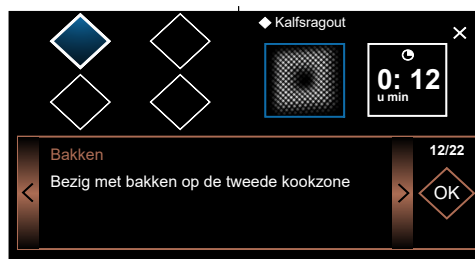 Kalfsragout
0: 12
u min
Bakken
12/22
Bezig met bakken op de tweede kookzone
OK